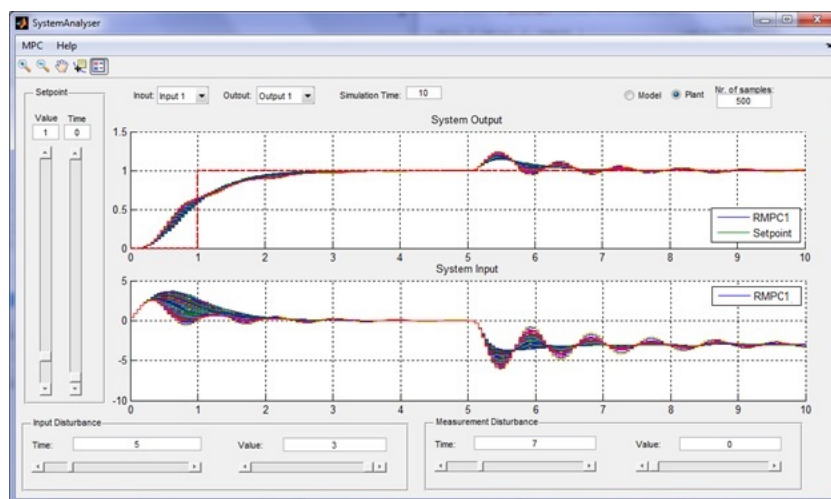 SystemAnalyser
MPC Help
Setpoint
Value Time
1 0
Inout: Input 1 Outout: Output 1 Simulation Time: 10 Model Plant Nr. of samples: 500
System Output
1.5
1
0.5
0
RMPC1
Setpoint
0 1 2 3 4 5 6 7 8 9 10
System Input
5
0
-5
-10
RMPC1
0 1 2 3 4 5 6 7 8 9 10
Input Disturbance
Time: 5 Value: 3
Measurement Disturbance
Time: 7 Value: 0